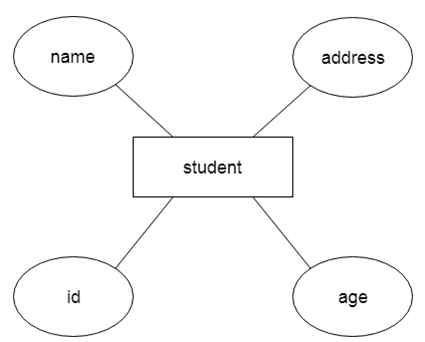 name
address
student
id
age